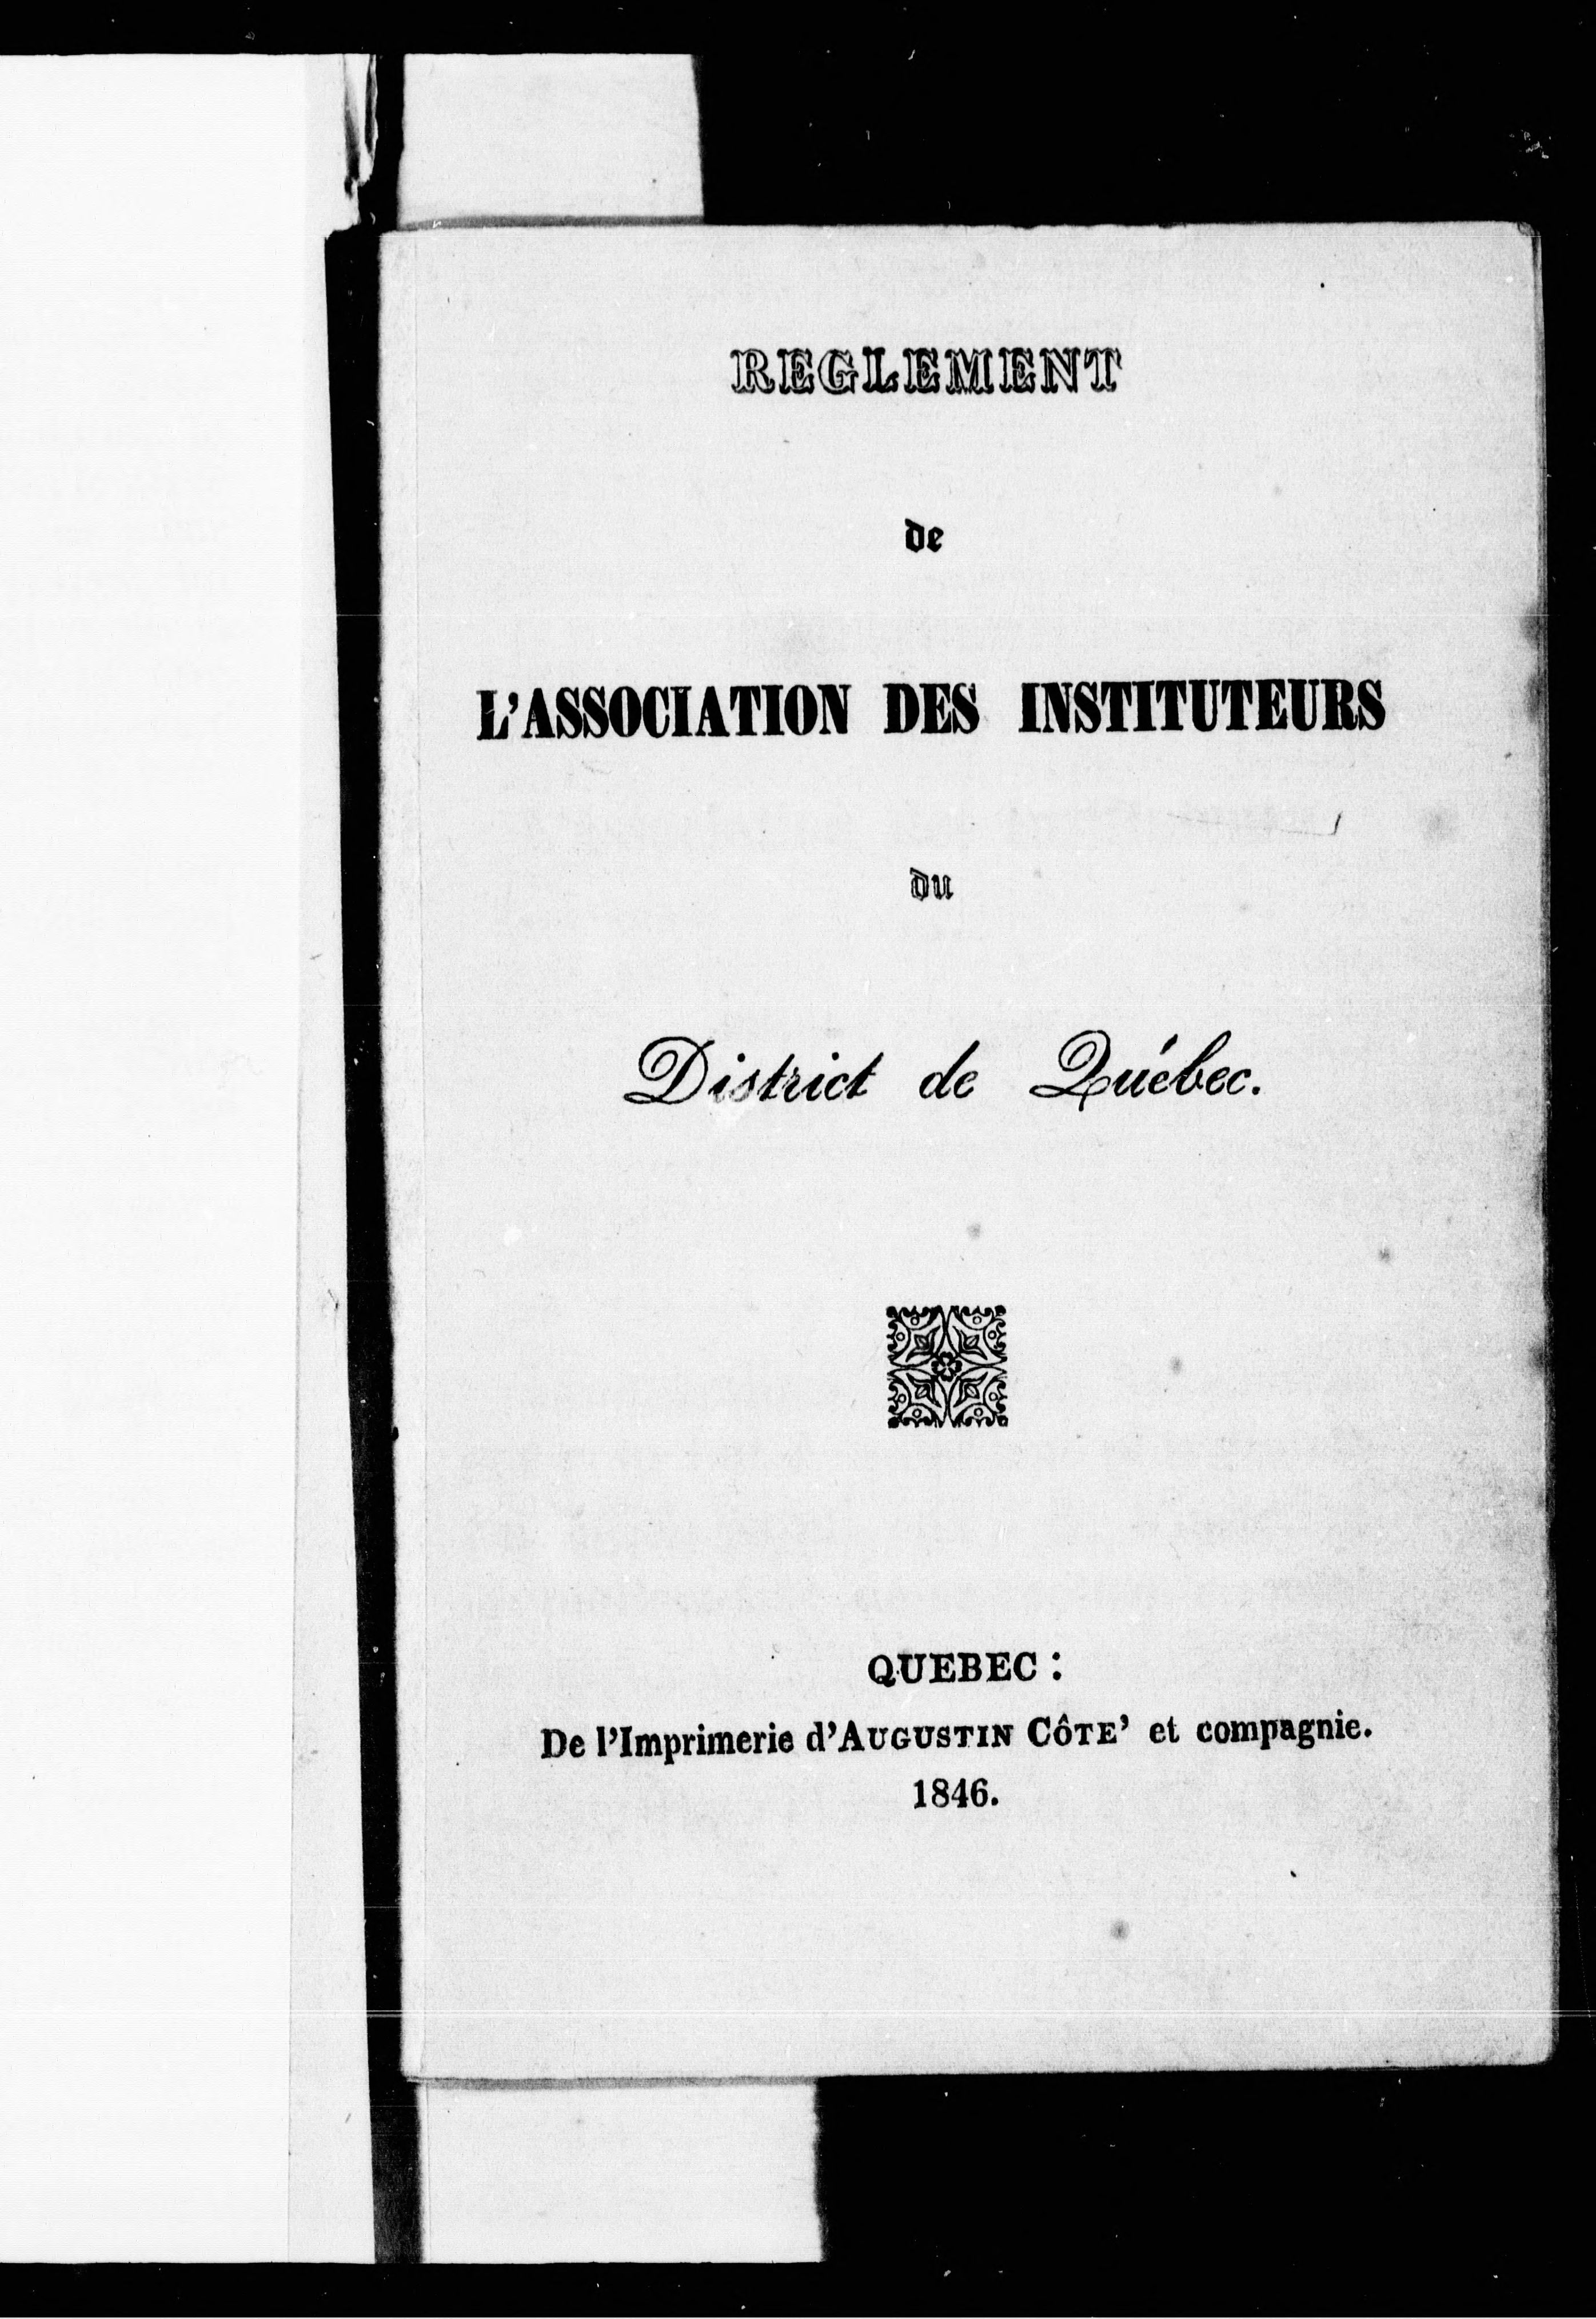 REGLEMENT
de
L'ASSOCIATION DES INSTITUTEURS
du
District de Québec.
QUEBEC :
De l'Imprimerie d'AUGUSTIN CÔTE' et compagnie.
1846.